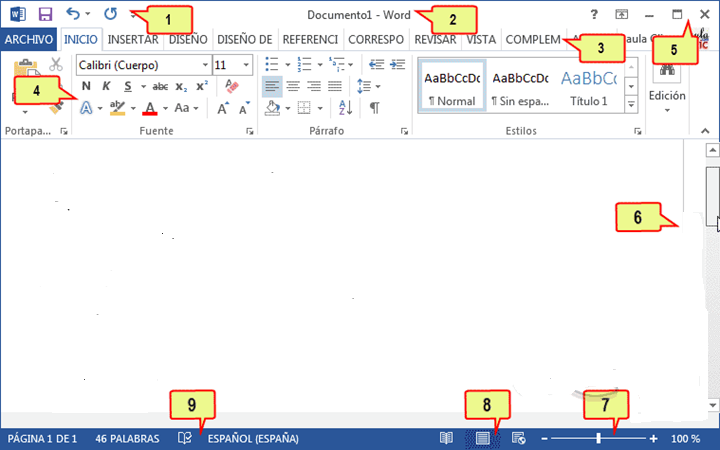 1 Documento1 - Word 2 ?
ARCHIVO INICIO INSERTAR DISEÑO DISEÑO DE REFERENCI CORRESPO REVISAR VISTA COMPLEM 3 5
Calibri (Cuerpo) 11 AaBbCcDc AaBbCcDc AaBbCc
4 N K S abc x₂ x² ¶ Normal ¶ Sin espa... Título 1 Edición
A ab A Aa A A
Portapa... Fuente Párrafo Estilos
6
9 8 7
PÁGINA 1 DE 1 46 PALABRAS ESPAÑOL (ESPAÑA) 100 %